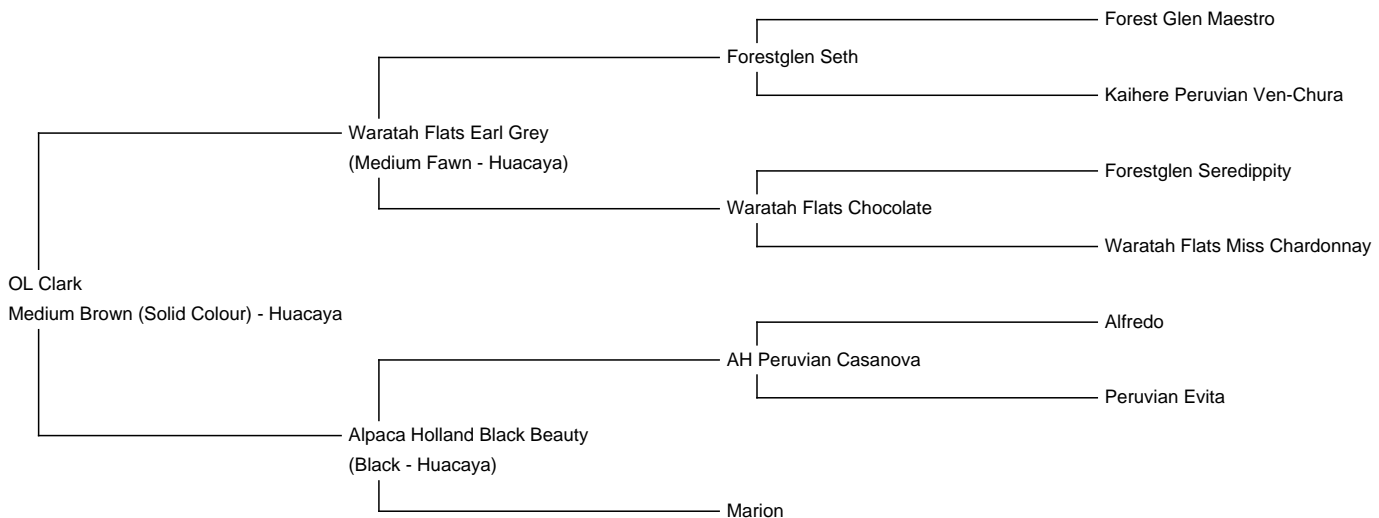 Forest Glen Maestro
Forestglen Seth
Kaihere Peruvian Ven-Chura
Waratah Flats Earl Grey
(Medium Fawn - Huacaya)
Forestglen Seredippity
Waratah Flats Chocolate
Waratah Flats Miss Chardonnay
OL Clark
Medium Brown (Solid Colour) - Huacaya
Alfredo
AH Peruvian Casanova
Peruvian Evita
Alpaca Holland Black Beauty
(Black - Huacaya)
Marion